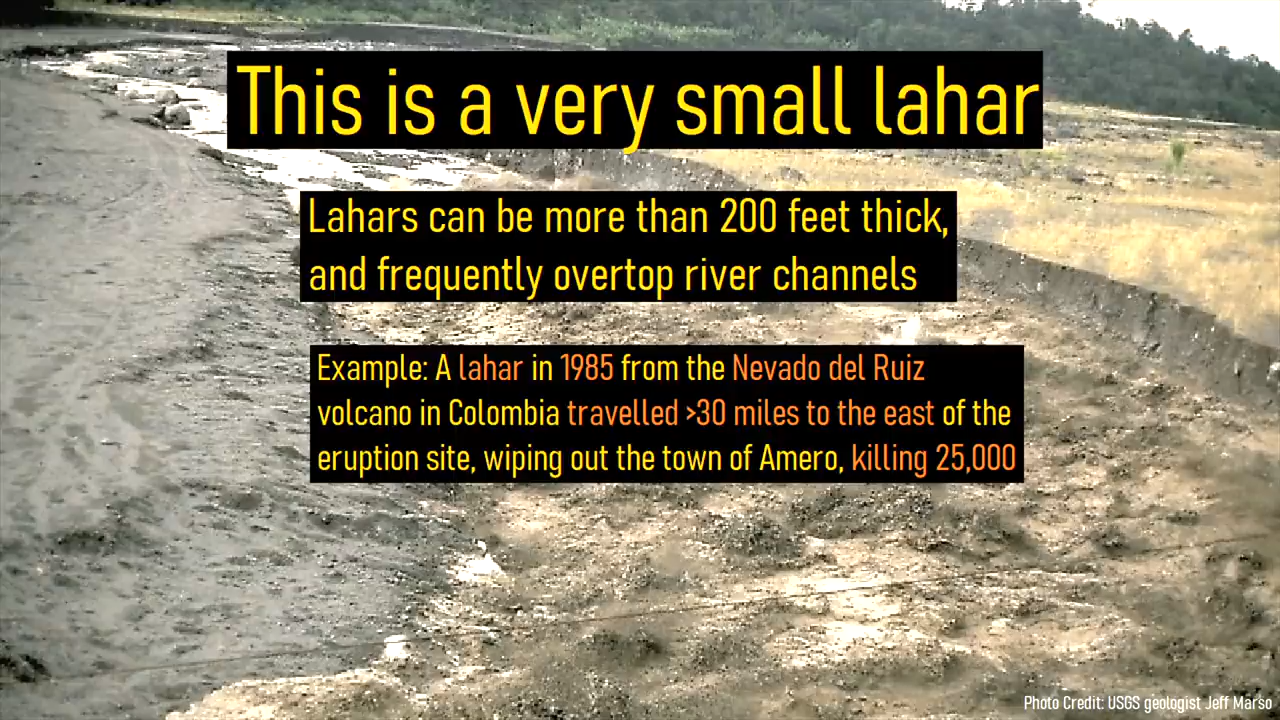 This is a very small lahar
Lahars can be more than 200 feet thick,
and frequently overtop river channels
Example: A lahar in 1985 from the Nevado del Ruiz
volcano in Colombia travelled >30 miles to the east of the
eruption site, wiping out the town of Amero, killing 25,000
Photo Credit: USGS geologist Jeff Marso